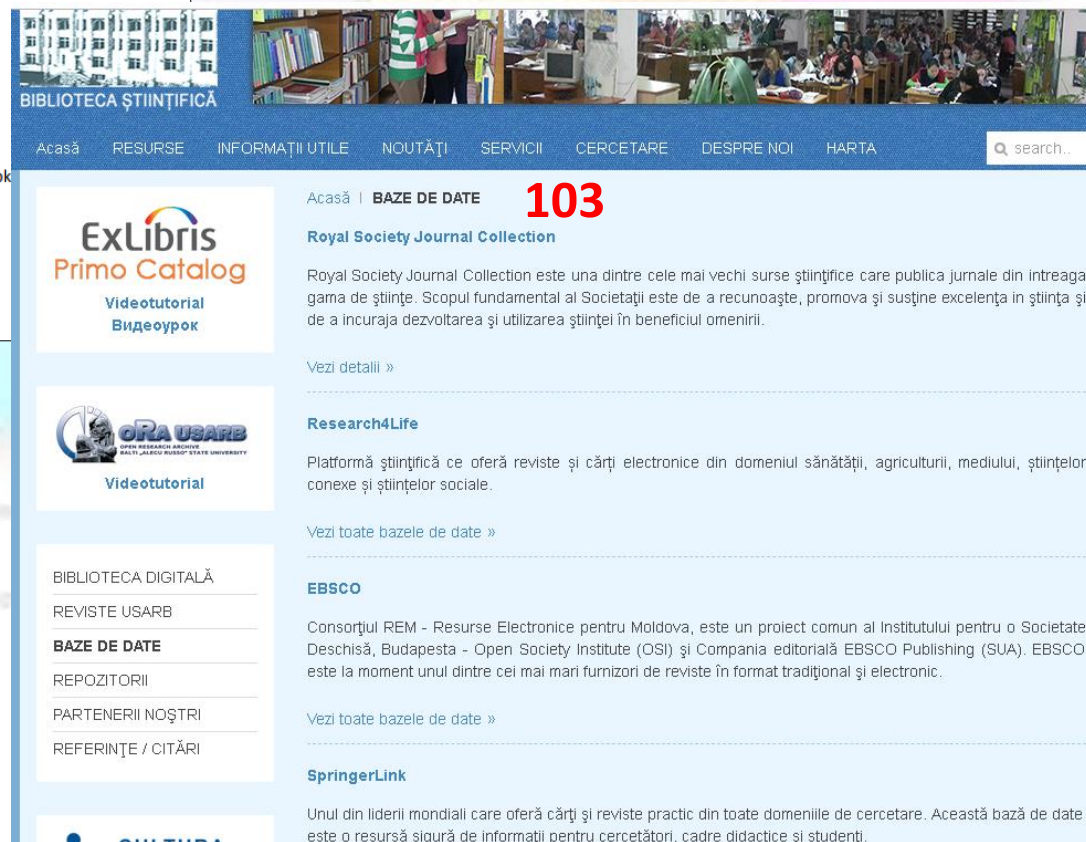 BIBLIOTECA ŞTIINŢIFICĂ
Acasă RESURSE INFORMAŢII UTILE NOUTĂŢI SERVICII CERCETARE DESPRE NOI HARTA search..
ExLibris
Primo Catalog
Videotutorial
Видеоурок
ORA USARB
OPEN RESEARCH ARCHIVE
BALTI „ALECU RUSSO" STATE UNIVERSITY
Videotutorial
BIBLIOTECA DIGITALĂ
REVISTE USARB
BAZE DE DATE
REPOZITORII
PARTENERII NOŞTRI
REFERINŢE / CITĂRI
CULTURA
Acasă | BAZE DE DATE 103
Royal Society Journal Collection
Royal Society Journal Collection este una dintre cele mai vechi surse ştiinţifice care publica jurnale din intreaga
gama de ştiinţe. Scopul fundamental al Societaţii este de a recunoaşte, promova şi susţine excelenţa in ştiinţa şi
de a incuraja dezvoltarea şi utilizarea ştiinţei în beneficiul omenirii.
Vezi detalii »
Research4Life
Platformă ştiinţifică ce oferă reviste și cărți electronice din domeniul sănătății, agriculturii, mediului, științelor
conexe și științelor sociale.
Vezi toate bazele de date »
EBSCO
Consorţiul REM - Resurse Electronice pentru Moldova, este un proiect comun al Institutului pentru o Societate
Deschisă, Budapesta - Open Society Institute (OSI) şi Compania editorială EBSCO Publishing (SUA). EBSCO
este la moment unul dintre cei mai mari furnizori de reviste în format tradiţional şi electronic.
Vezi toate bazele de date »
SpringerLink
Unul din liderii mondiali care oferă cărţi şi reviste practic din toate domeniile de cercetare. Această bază de date
este o resursă sigură de informaţii pentru cercetători, cadre didactice şi studenţi.